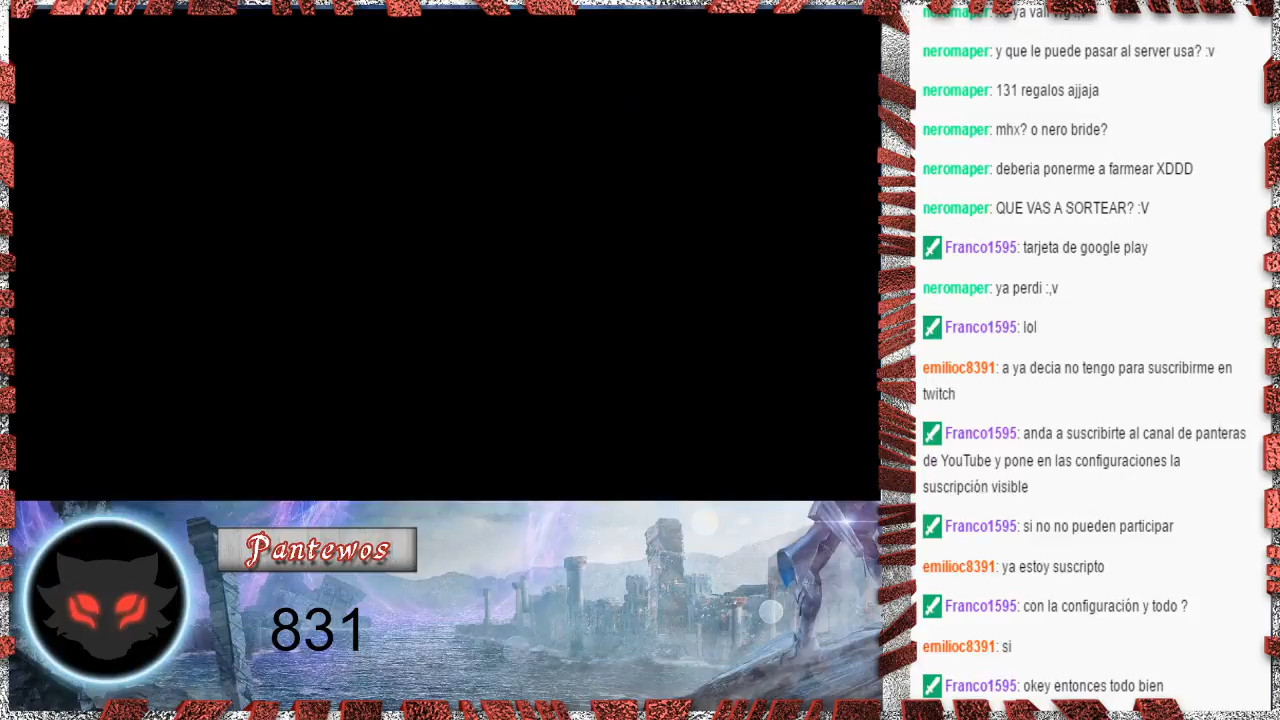 neromaper: y que le puede pasar al server usa? :v
neromaper: 131 regalos ajjaja
neromaper: mhx? o nero bride?
neromaper: deberia ponerme a farmear XDDD
neromaper: QUE VAS A SORTEAR? :V
Franco1595: tarjeta de google play
neromaper: ya perdi :,v
Franco1595: lol
emilioc8391: a ya decia no tengo para suscribirme en
twitch
Franco1595: anda a suscribirte al canal de panteras
de YouTube y pone en las configuraciones la
suscripción visible
Franco1595: si no no pueden participar
emilioc8391: ya estoy suscripto
Franco1595: con la configuración y todo ?
emilioc8391: si
Franco1595: okey entonces todo bien
Pantewos
831